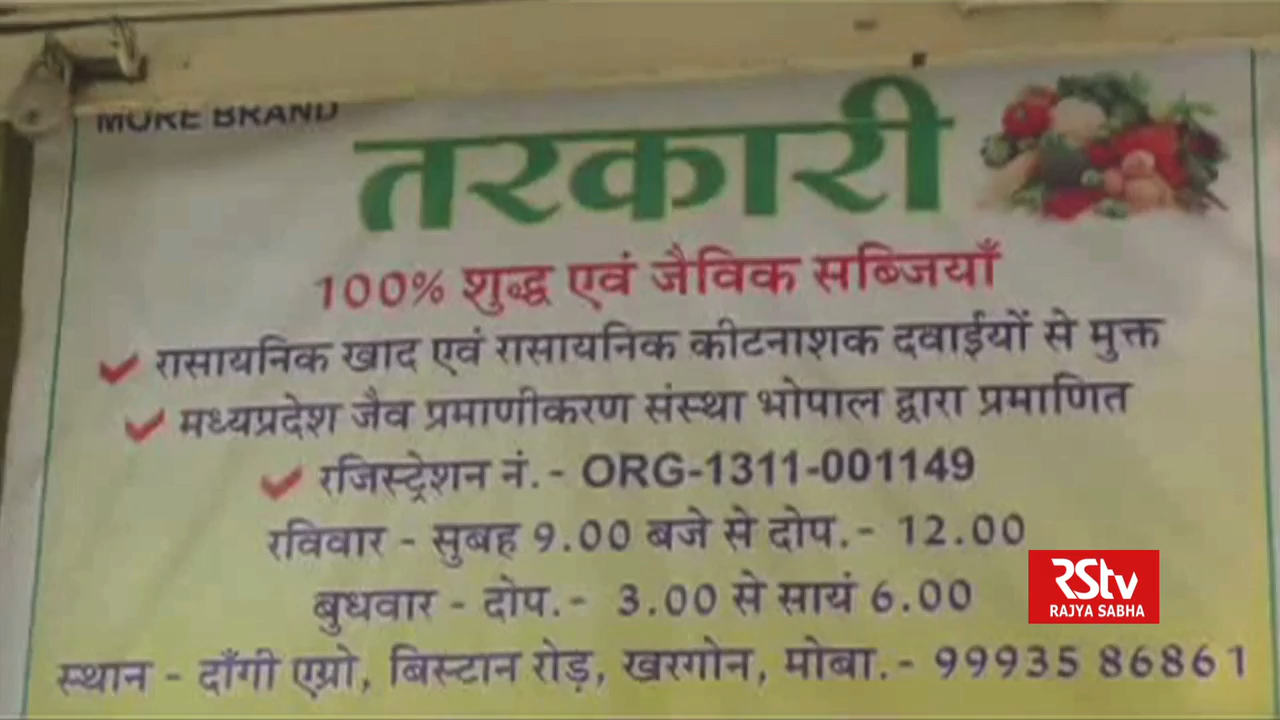 MORE BRAND
तरकारी
100% शुद्ध एवं जैविक सब्जियाँ
रासायनिक खाद एवं रासायनिक कीटनाशक दवाईयों से मुक्त
मध्यप्रदेश जैव प्रमाणीकरण संस्था भोपाल द्वारा प्रमाणित
रजिस्ट्रेशन नं.- ORG-1311-001149
रविवार - सुबह 9.00 बजे से दोप.- 12.00
बुधवार - दोप.- 3.00 से सायं 6.00
स्थान - दाँगी एग्रो, बिस्टान रोड़, खरगोन, मोबा.- 99935 86861
RStv
RAJYA SABHA